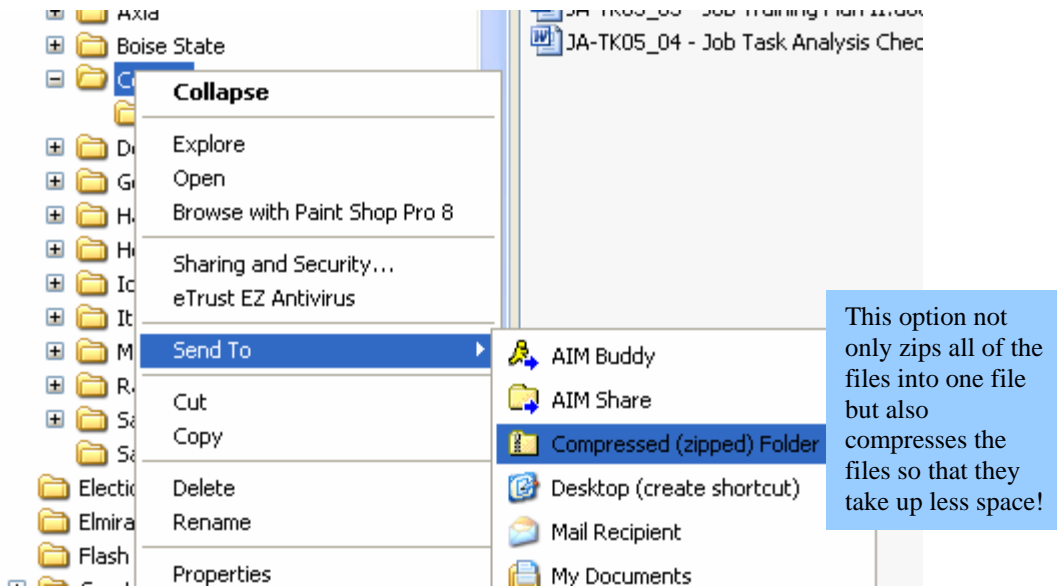 Axia
Boise State
JA-TK05_04 - Job Task Analysis Chec
Collapse
Explore
Open
Browse with Paint Shop Pro 8
Sharing and Security...
eTrust EZ Antivirus
Send To
Cut
Copy
Delete
Rename
Properties
Electio
Elmira
Flash
AIM Buddy
AIM Share
Compressed (zipped) Folder
Desktop (create shortcut)
Mail Recipient
My Documents
This option not
only zips all of the
files into one file
but also
compresses the
files so that they
take up less space!